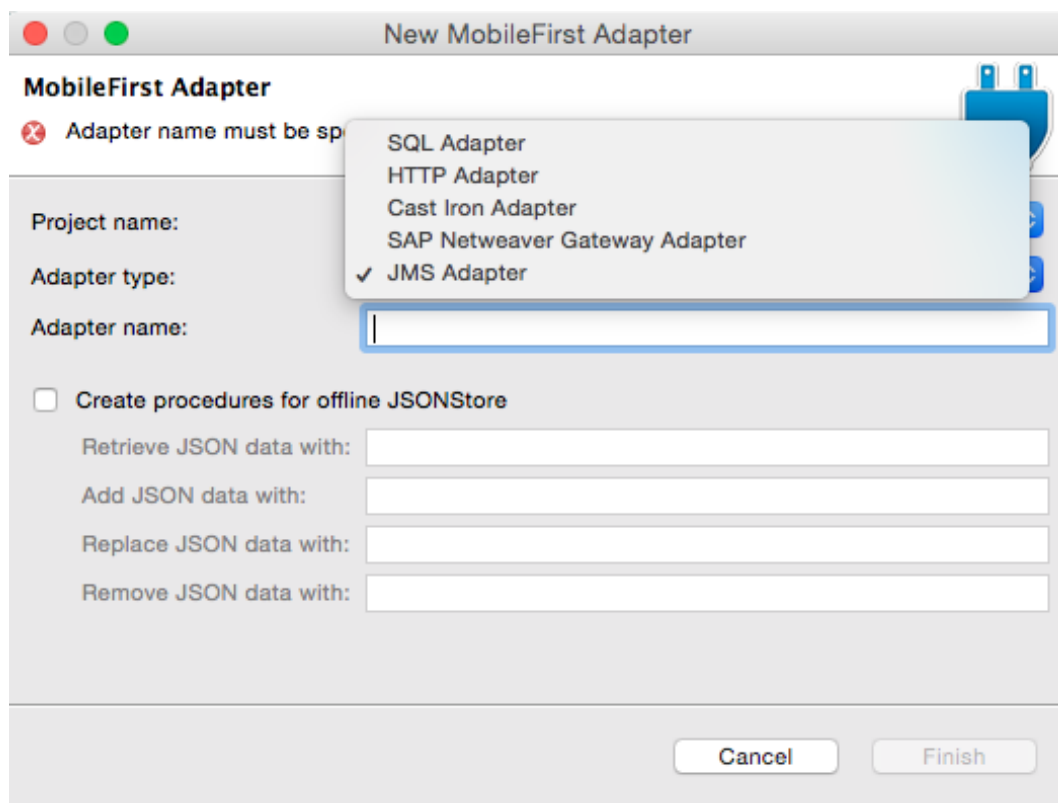 New MobileFirst Adapter
MobileFirst Adapter
Adapter name must be
SQL Adapter
HTTP Adapter
Cast Iron Adapter
SAP Netweaver Gateway Adapter
JMS Adapter
Project name:
Adapter type:
Adapter name:
Create procedures for offline JSONStore
Retrieve JSON data with:
Add JSON data with:
Replace JSON data with:
Remove JSON data with:
Cancel
Finish